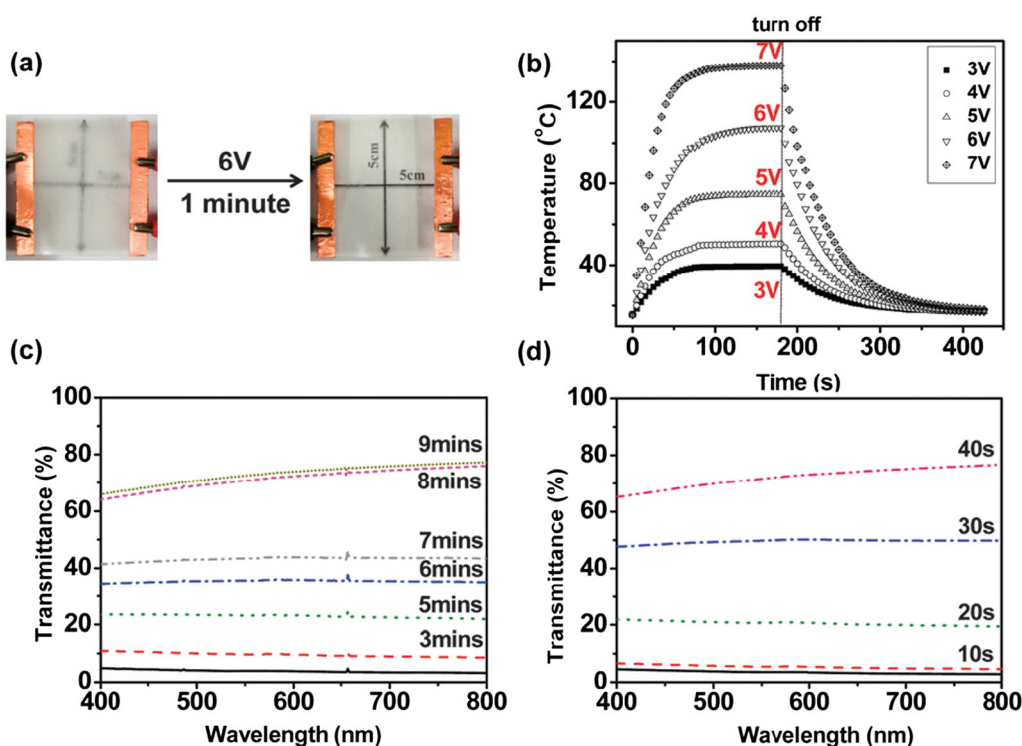 (a)
6V
1 minute
5cm
5cm
(b)
turn off
Temperature (°C)
120
80
40
0
100
200
300
400
Time (s)
7V
6V
5V
4V
3V
3V
4V
5V
6V
7V
(c)
Transmittance (%)
100
80
60
40
20
0
9mins
8mins
7mins
6mins
5mins
3mins
400
500
600
700
800
Wavelength (nm)
(d)
Transmittance (%)
100
80
60
40
20
0
40s
30s
20s
10s
400
500
600
700
800
Wavelength (nm)